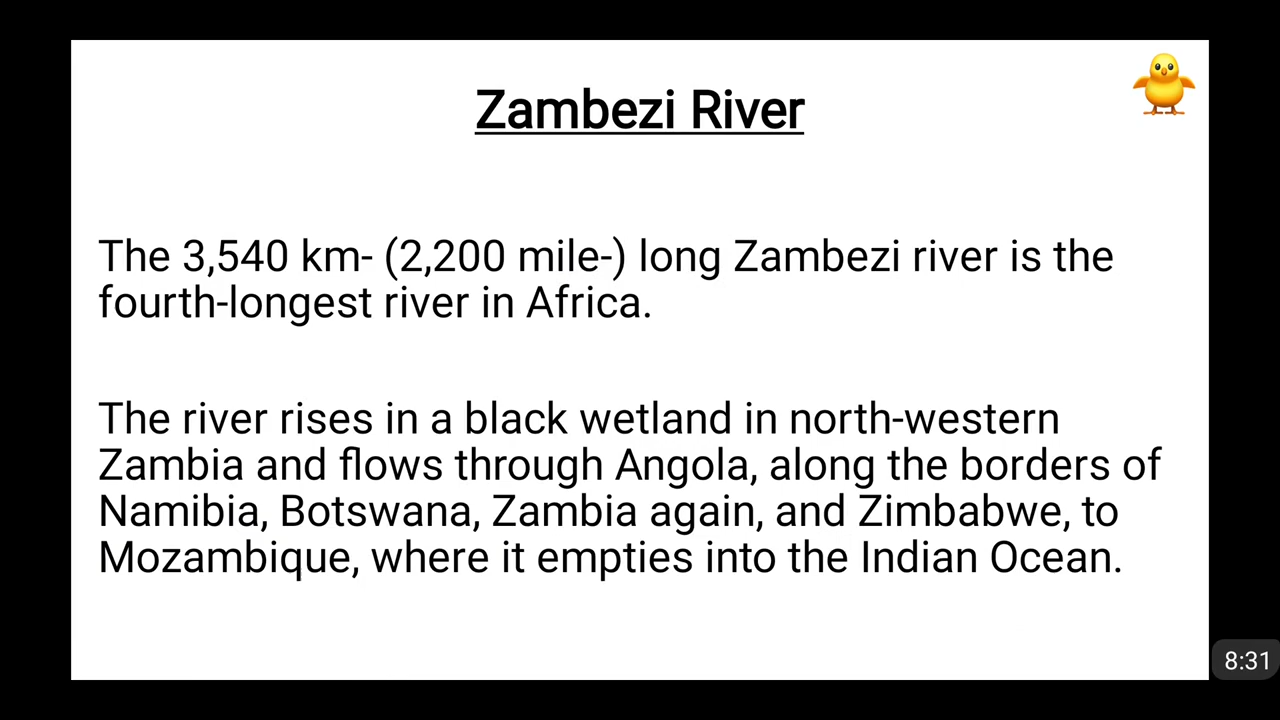 Zambezi River
The 3,540 km- (2,200 mile-) long Zambezi river is the
fourth-longest river in Africa.
The river rises in a black wetland in north-western
Zambia and flows through Angola, along the borders of
Namibia, Botswana, Zambia again, and Zimbabwe, to
Mozambique, where it empties into the Indian Ocean.
8:31